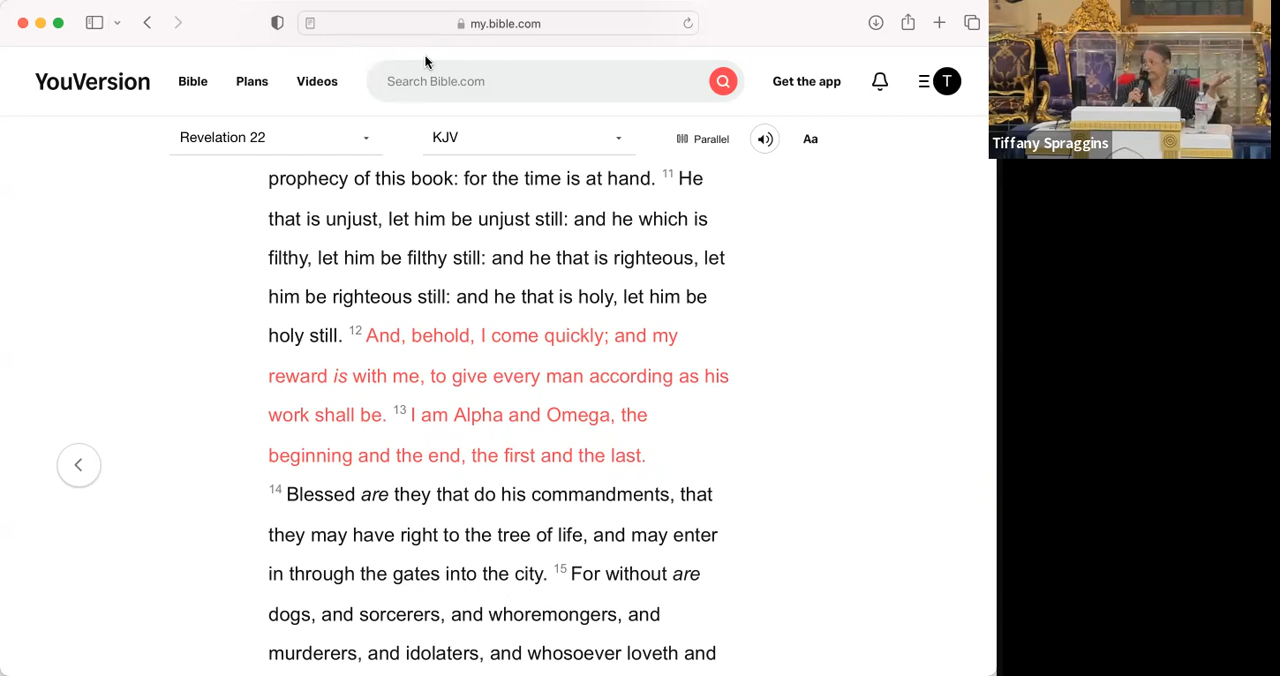 my.bible.com
YouVersion Bible Plans Videos Search Bible.com Get the app T
Revelation 22 KJV Parallel Aa
prophecy of this book: for the time is at hand. 11 He
that is unjust, let him be unjust still: and he which is
filthy, let him be filthy still: and he that is righteous, let
him be righteous still: and he that is holy, let him be
holy still. 12 And, behold, I come quickly; and my
reward is with me, to give every man according as his
work shall be. 13 I am Alpha and Omega, the
beginning and the end, the first and the last.
14 Blessed are they that do his commandments, that
they may have right to the tree of life, and may enter
in through the gates into the city. 15 For without are
dogs, and sorcerers, and whoremongers, and
murderers, and idolaters, and whosoever loveth and
Tiffany Spraggins